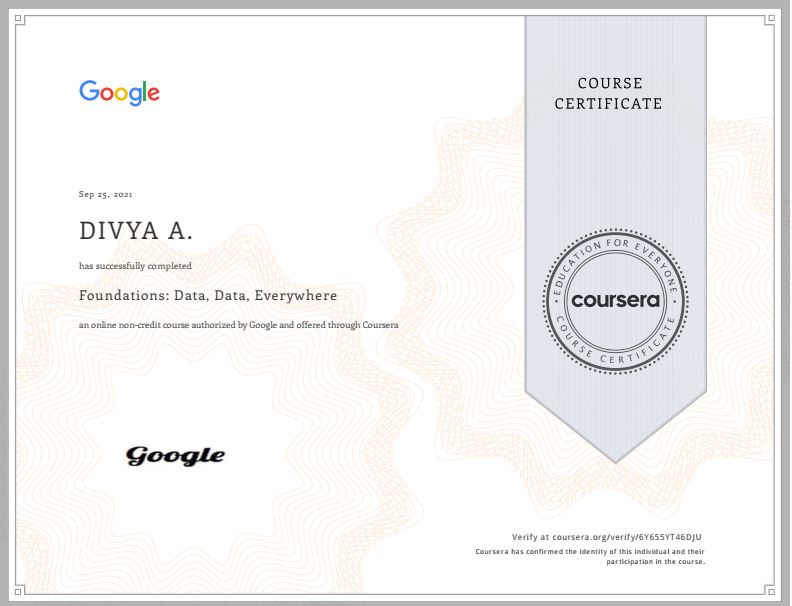 Google
COURSE
CERTIFICATE
Sep 25, 2021
DIVYA A.
has successfully completed
Foundations: Data, Data, Everywhere
an online non-credit course authorized by Google and offered through Coursera
EDUCATION FOR EVERYONE
coursera
COURSE CERTIFICATE
Google
Verify at coursera.org/verify/6Y655YT46DJU
Coursera has confirmed the identity of this individual and their
participation in the course.